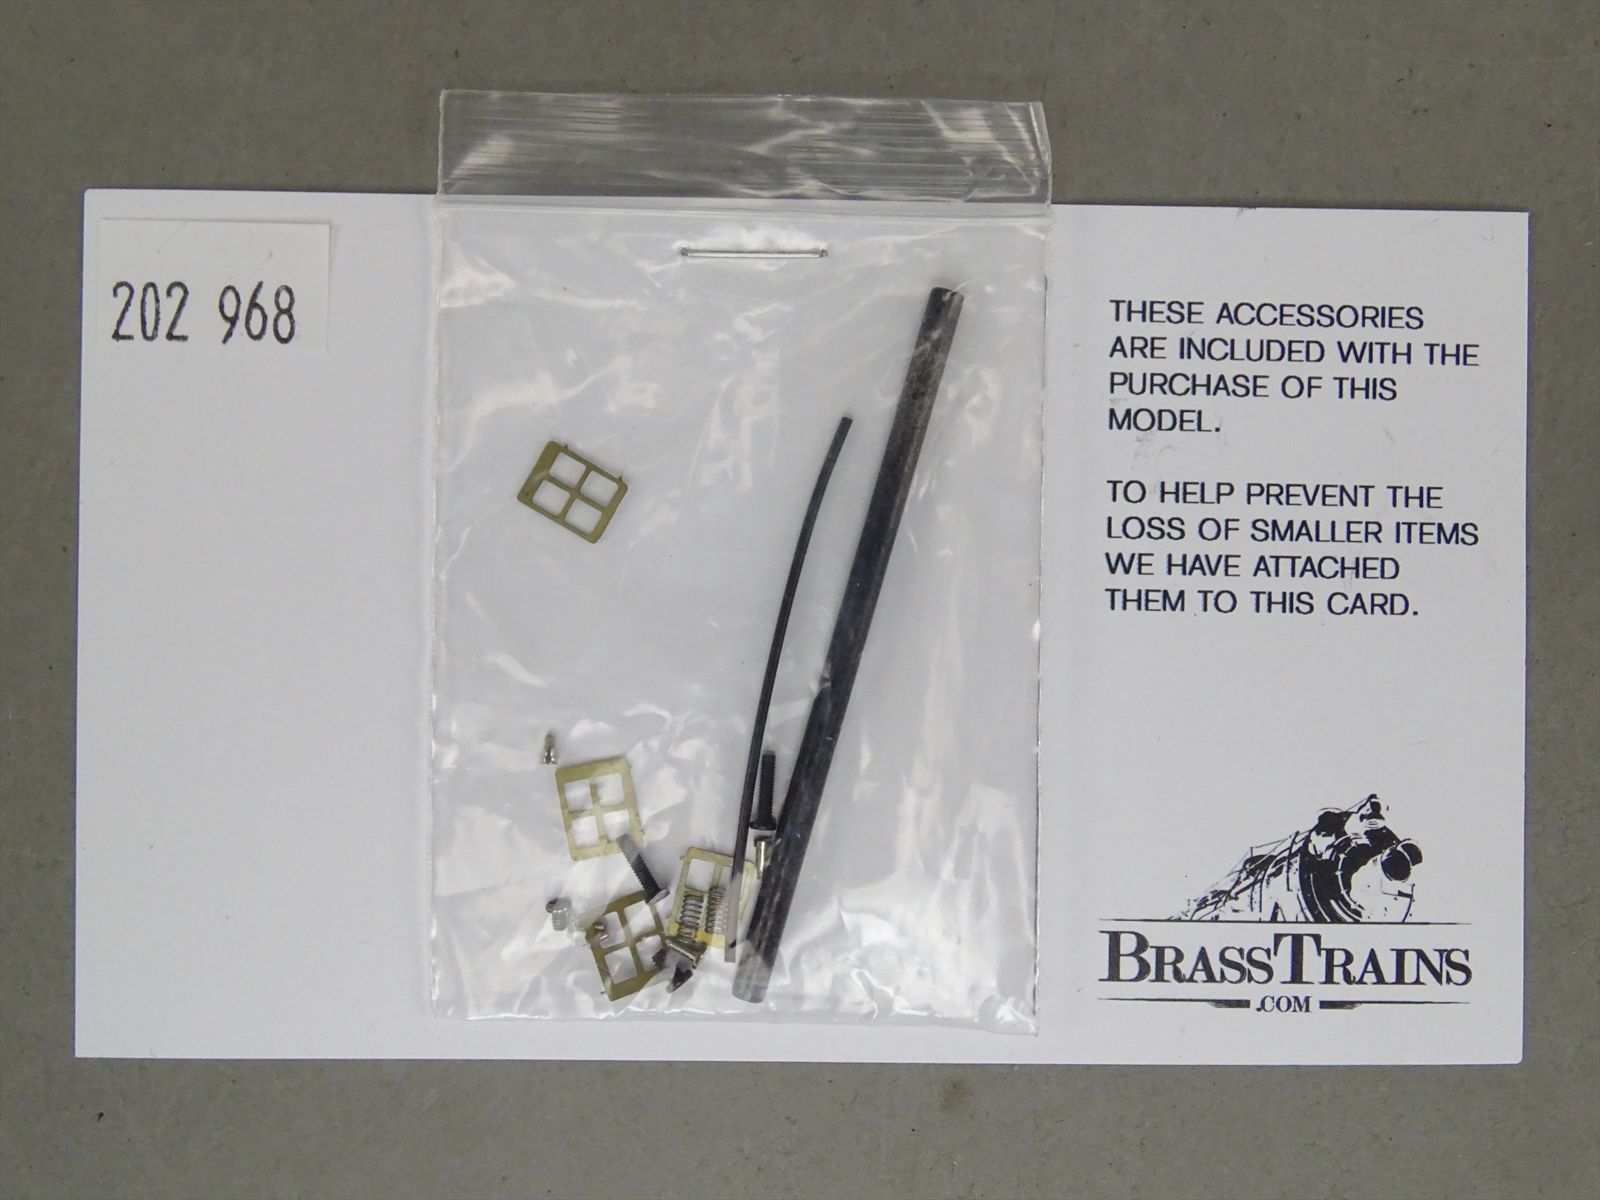 202 968
THESE ACCESSORIES
ARE INCLUDED WITH THE
PURCHASE OF THIS
MODEL.
TO HELP PREVENT THE
LOSS OF SMALLER ITEMS
WE HAVE ATTACHED
THEM TO THIS CARD.
BRASSTRAINS
.COM